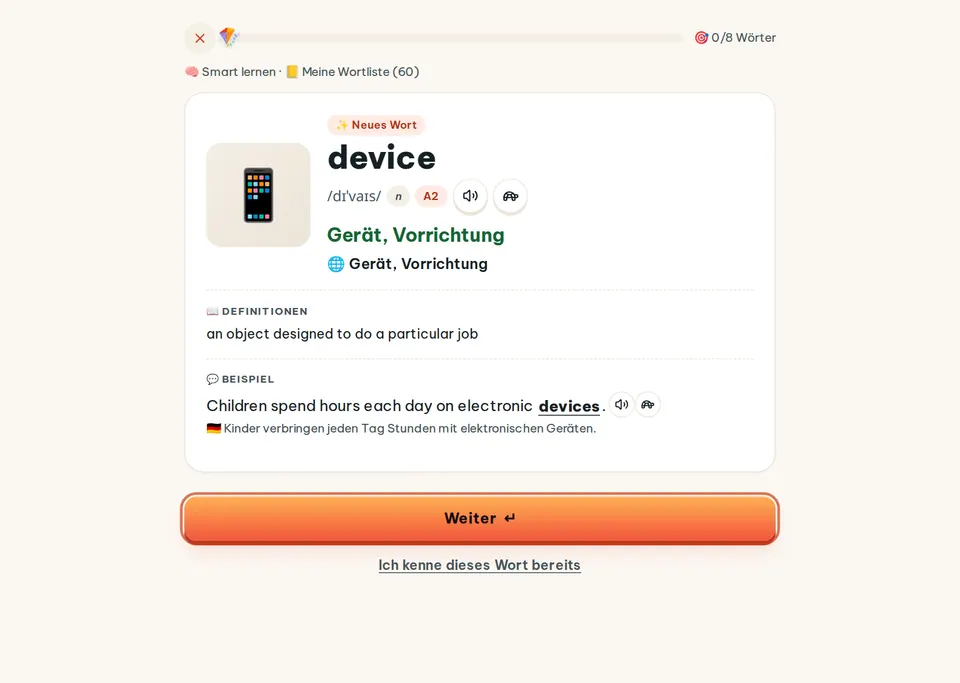 0/8 Wörter
Smart lernen · Meine Wortliste (60)
Neues Wort
device
/dɪˈvaɪs/ n A2
Gerät, Vorrichtung
Gerät, Vorrichtung
DEFINITIONEN
an object designed to do a particular job
BEISPIEL
Children spend hours each day on electronic devices.
Kinder verbringen jeden Tag Stunden mit elektronischen Geräten.
Weiter ↵
Ich kenne dieses Wort bereits